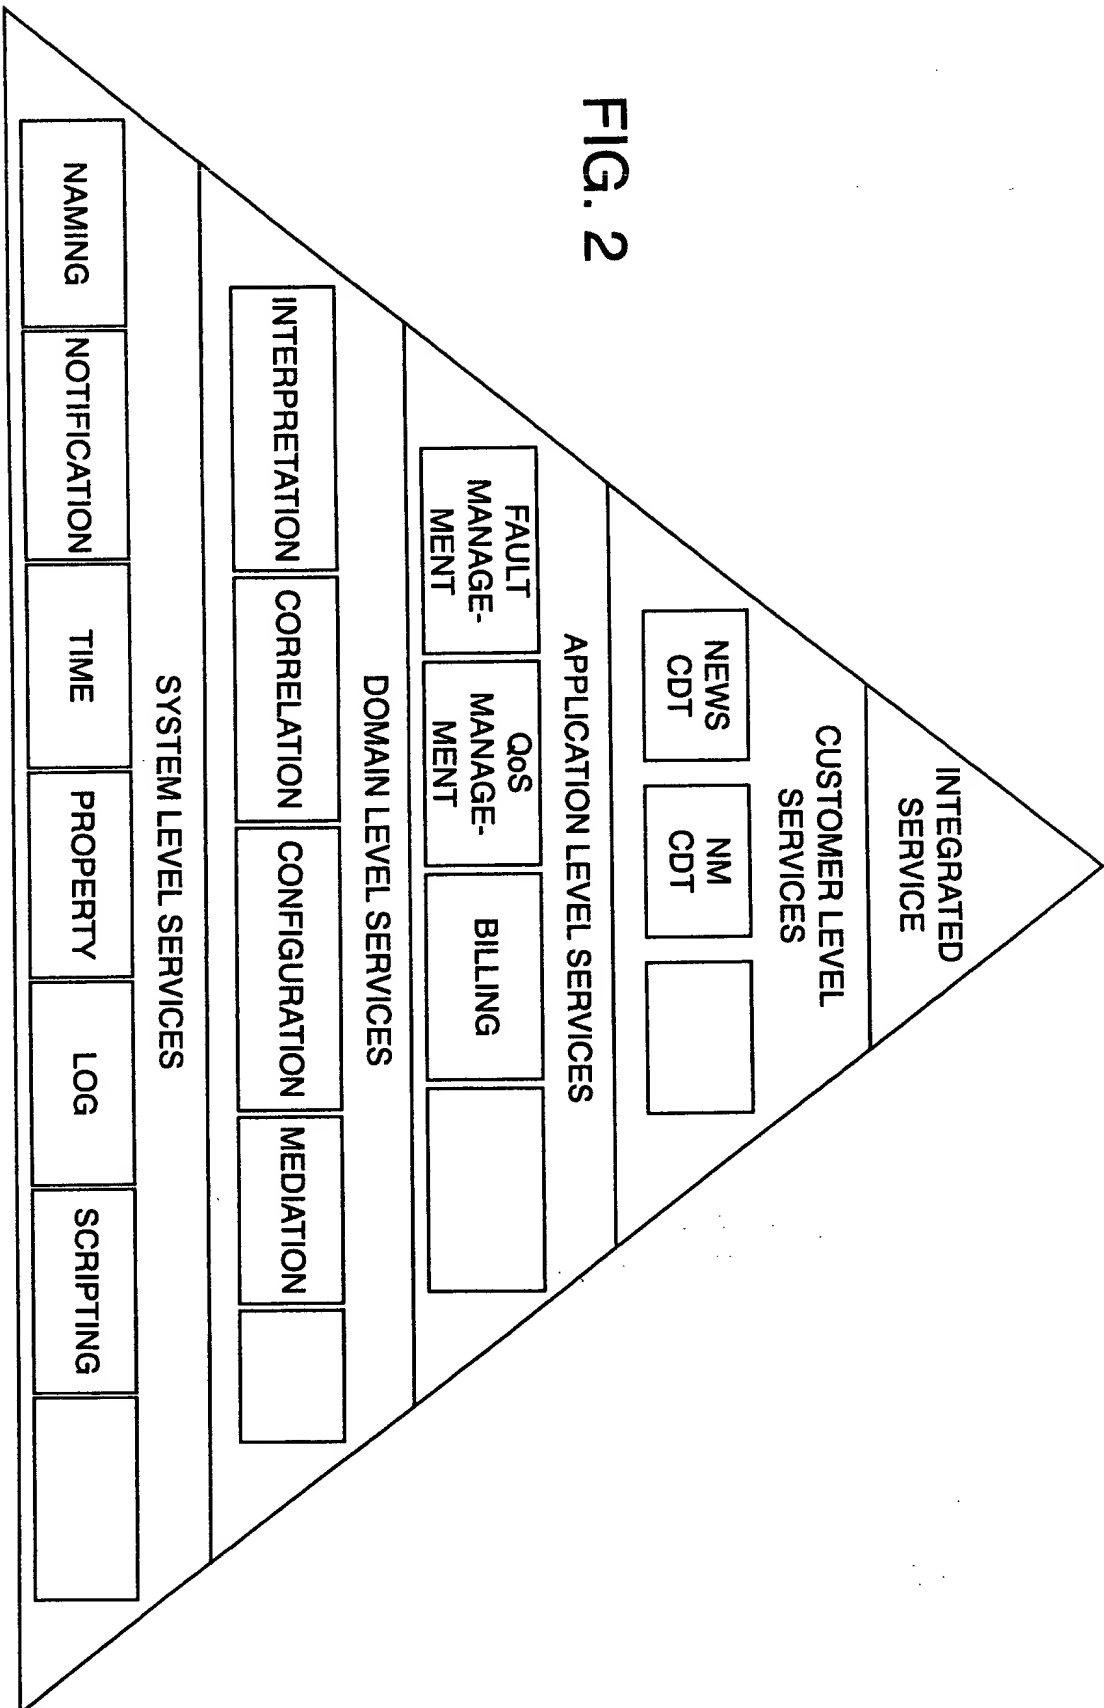 FIG. 2
INTEGRATED
SERVICE
CUSTOMER LEVEL
SERVICES
NEWS
CDT
NM
CDT
APPLICATION LEVEL SERVICES
FAULT
MANAGE-
MENT
QoS
MANAGE-
MENT
BILLING
DOMAIN LEVEL SERVICES
INTERPRETATION
CORRELATION
CONFIGURATION
MEDIATION
SYSTEM LEVEL SERVICES
NAMING
NOTIFICATION
TIME
PROPERTY
LOG
SCRIPTING